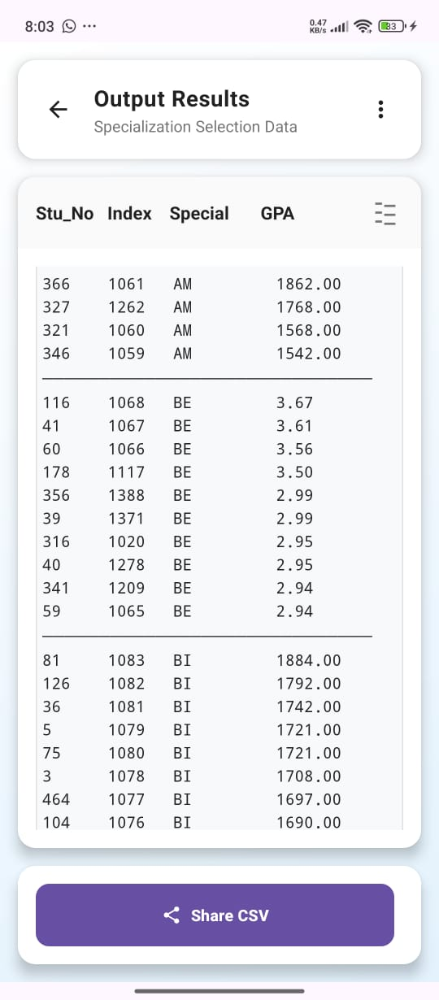 8:03 ... 0.47 KB/s 33
Output Results
Specialization Selection Data
Stu_No Index Special GPA
366 1061 AM 1862.00
327 1262 AM 1768.00
321 1060 AM 1568.00
346 1059 AM 1542.00
116 1068 BE 3.67
41 1067 BE 3.61
60 1066 BE 3.56
178 1117 BE 3.50
356 1388 BE 2.99
39 1371 BE 2.99
316 1020 BE 2.95
40 1278 BE 2.95
341 1209 BE 2.94
59 1065 BE 2.94
81 1083 BI 1884.00
126 1082 BI 1792.00
36 1081 BI 1742.00
5 1079 BI 1721.00
75 1080 BI 1721.00
3 1078 BI 1708.00
464 1077 BI 1697.00
104 1076 BI 1690.00
Share CSV